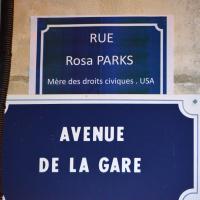 RUE
Rosa PARKS
Mère des droits civiques . USA
AVENUE
DE LA GARE